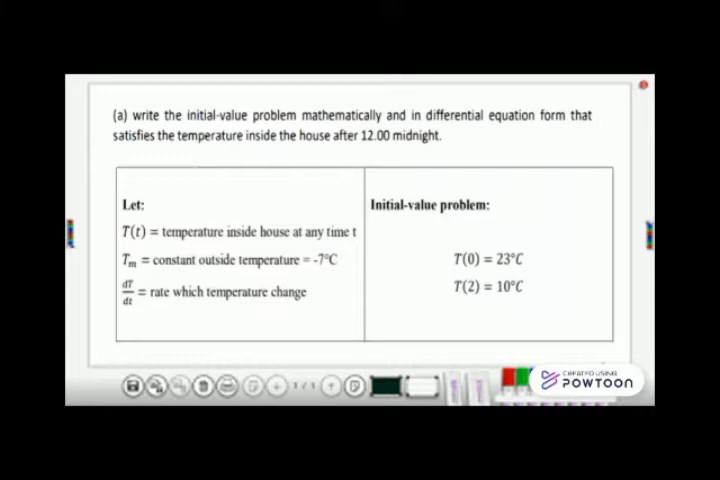 (a) write the initial-value problem mathematically and in differential equation form that
satisfies the temperature inside the house after 12.00 midnight.
Let:
T(t) = temperature inside house at any time t
Tₘ = constant outside temperature = -7°C
dT/dt = rate which temperature change
Initial-value problem:
T(0) = 23°C
T(2) = 10°C
1 / 1
CREATED USING
POWTOON